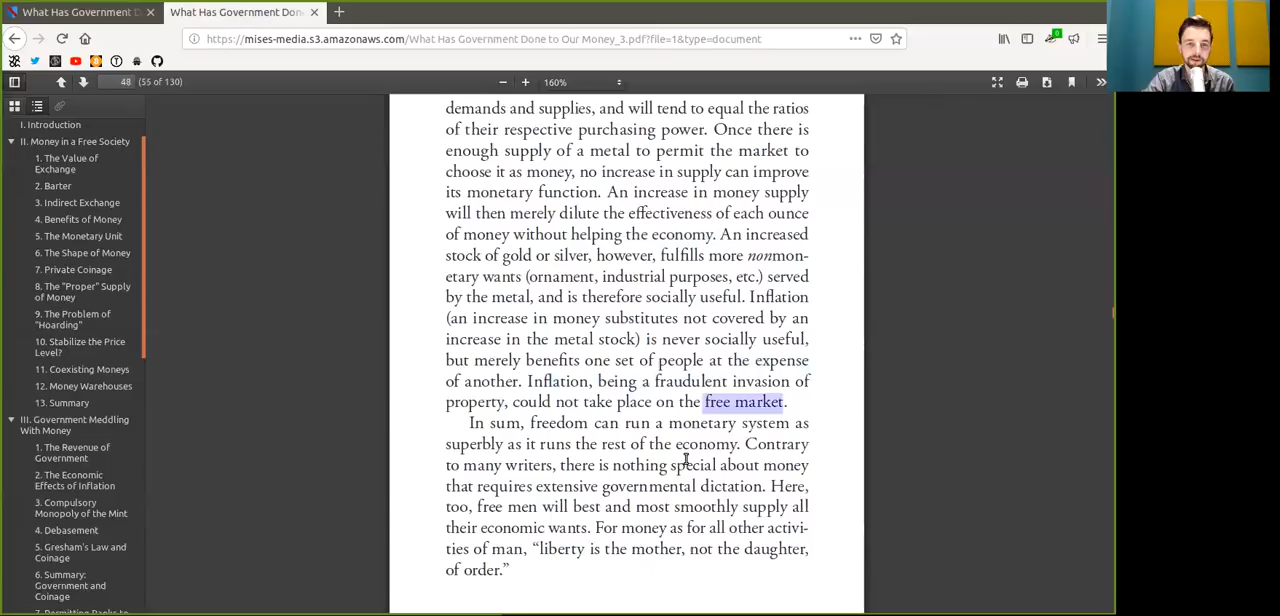 What Has Government D
What Has Government Don
https://mises-media.s3.amazonaws.com/What Has Government Done to Our Money_3.pdf?file=1&type=document
0
48 (55 of 130)
160%
I. Introduction
II. Money in a Free Society
1. The Value of
Exchange
2. Barter
3. Indirect Exchange
4. Benefits of Money
5. The Monetary Unit
6. The Shape of Money
7. Private Coinage
8. The "Proper" Supply
of Money
9. The Problem of
"Hoarding"
10. Stabilize the Price
Level?
11. Coexisting Moneys
12. Money Warehouses
13. Summary
III. Government Meddling
With Money
1. The Revenue of
Government
2. The Economic
Effects of Inflation
3. Compulsory
Monopoly of the Mint
4. Debasement
5. Gresham's Law and
Coinage
6. Summary:
Government and
Coinage
7. Permitting Banks to
demands and supplies, and will tend to equal the ratios
of their respective purchasing power. Once there is
enough supply of a metal to permit the market to
choose it as money, no increase in supply can improve
its monetary function. An increase in money supply
will then merely dilute the effectiveness of each ounce
of money without helping the economy. An increased
stock of gold or silver, however, fulfills more nonmon-
etary wants (ornament, industrial purposes, etc.) served
by the metal, and is therefore socially useful. Inflation
(an increase in money substitutes not covered by an
increase in the metal stock) is never socially useful,
but merely benefits one set of people at the expense
of another. Inflation, being a fraudulent invasion of
property, could not take place on the free market.
In sum, freedom can run a monetary system as
superbly as it runs the rest of the economy. Contrary
to many writers, there is nothing special about money
that requires extensive governmental dictation. Here,
too, free men will best and most smoothly supply all
their economic wants. For money as for all other activi-
ties of man, “liberty is the mother, not the daughter,
of order.”